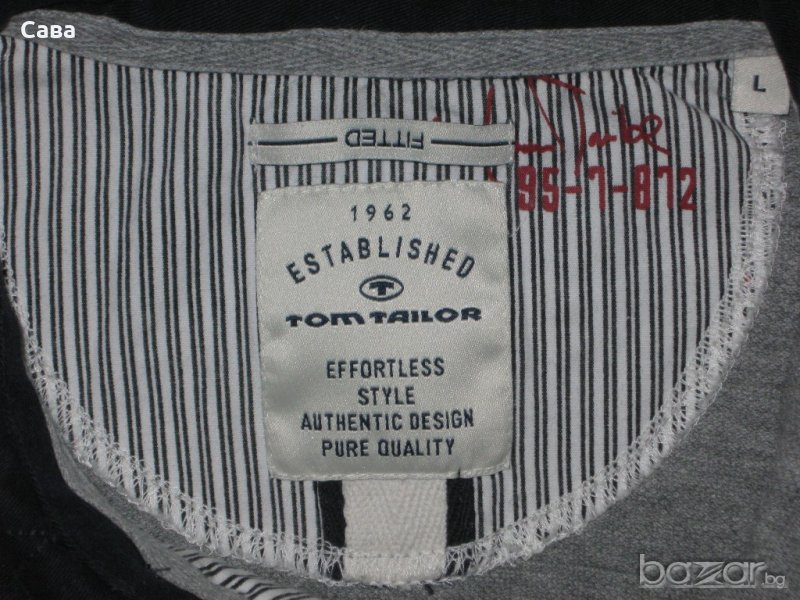 Сава
L
FITTED
95-7-872
1962
ESTABLISHED
T
TOM TAILOR
EFFORTLESS
STYLE
AUTHENTIC DESIGN
PURE QUALITY
bazar.bg